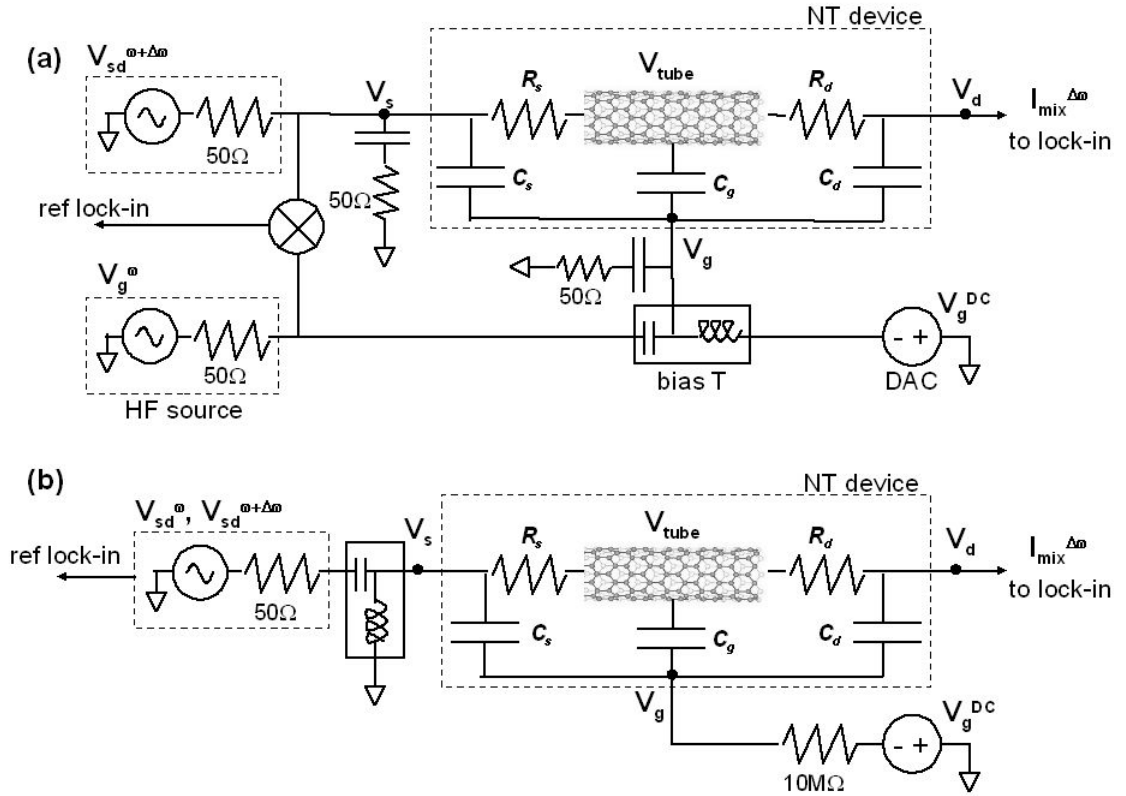 NT device
(a)
V_sd^ω+Δω
V_s
R_s
V_tube
R_d
V_d
I_mix^Δω
to lock-in
50Ω
50Ω
C_s
C_g
C_d
ref lock-in
V_g
V_g^ω
50Ω
V_g^DC
50Ω
- +
bias T
DAC
HF source
(b)
NT device
V_sd^ω, V_sd^ω+Δω
V_s
R_s
V_tube
R_d
V_d
I_mix^Δω
ref lock-in
to lock-in
50Ω
C_s
C_g
C_d
V_g
V_g^DC
- +
10MΩ